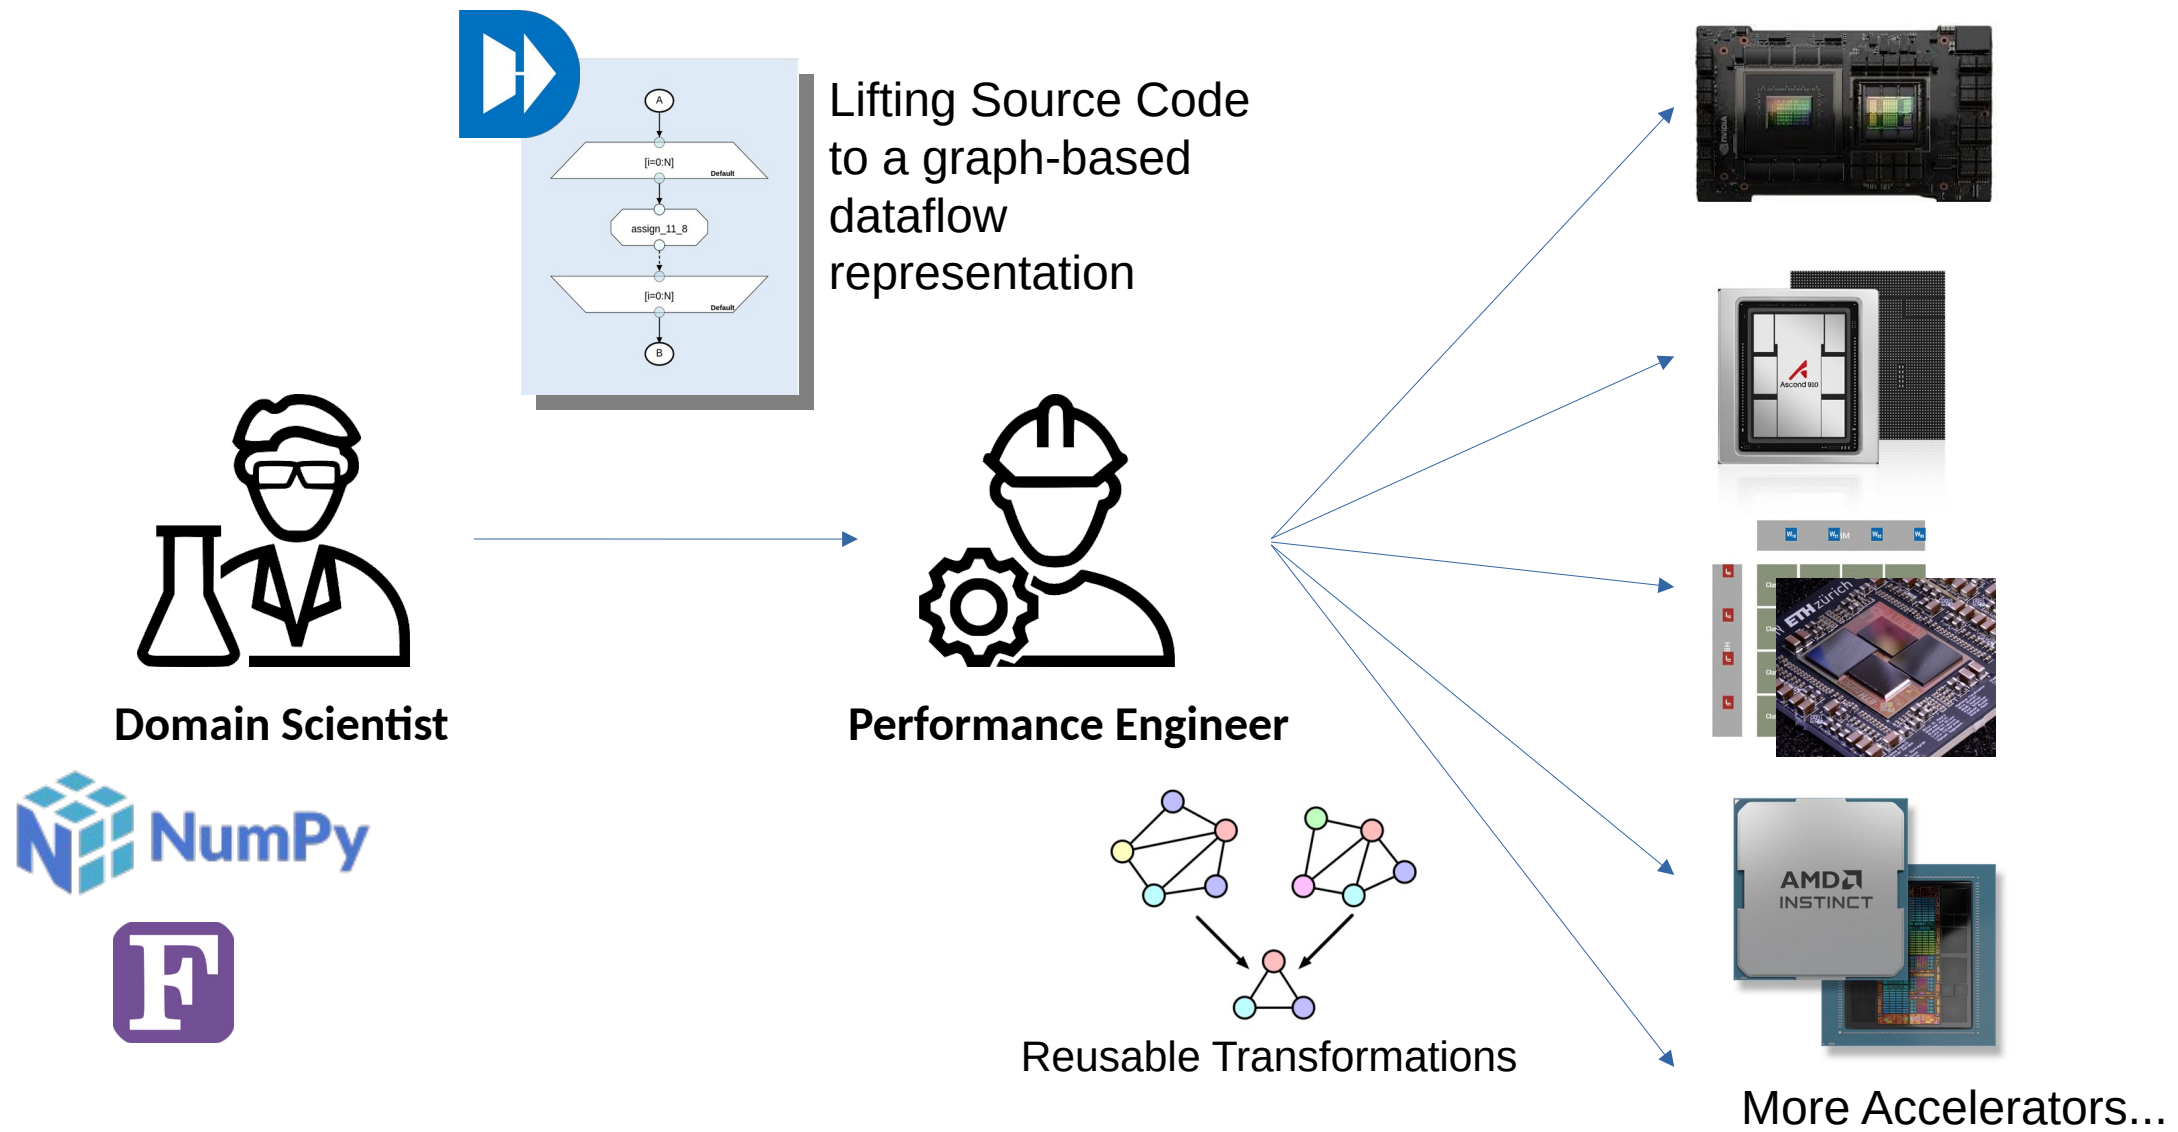 A
[i=0:N]
Default
assign_11_8
[i=0:N]
Default
B
Lifting Source Code
to a graph-based
dataflow
representation
Domain Scientist
NumPy
F
Performance Engineer
Reusable Transformations
NVIDIA
Ascend 910
ETH zürich
AMD
INSTINCT
More Accelerators...